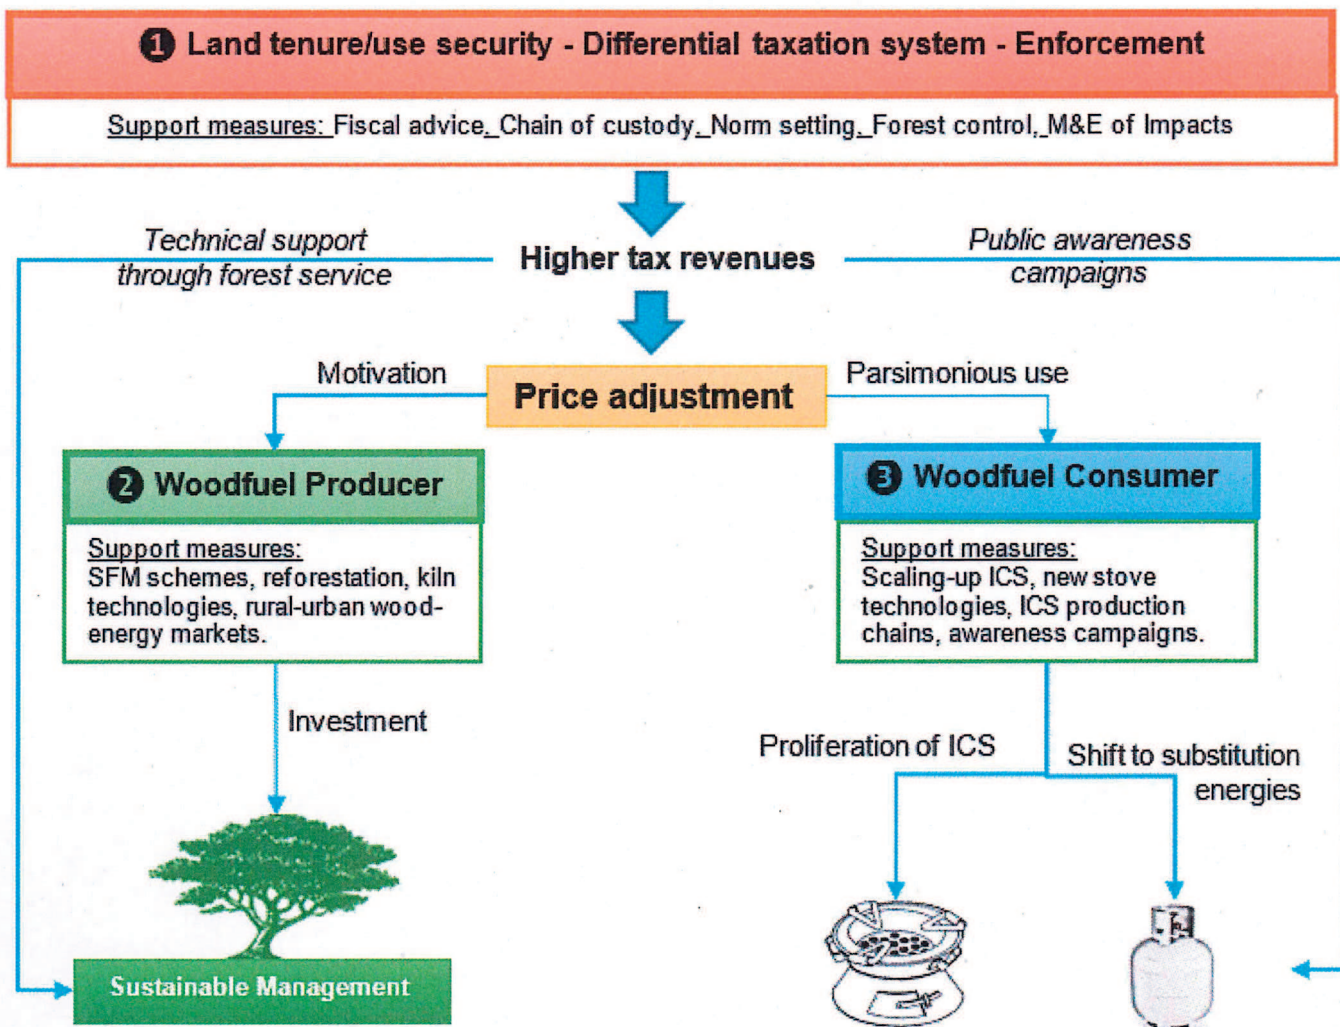 ❶ Land tenure/use security - Differential taxation system - Enforcement
Support measures: Fiscal advice, Chain of custody, Norm setting, Forest control, M&E of Impacts
Technical support
through forest service
Higher tax revenues
Public awareness
campaigns
Motivation
Price adjustment
Parsimonious use
❷ Woodfuel Producer
Support measures:
SFM schemes, reforestation, kiln
technologies, rural-urban wood-
energy markets.
❸ Woodfuel Consumer
Support measures:
Scaling-up ICS, new stove
technologies, ICS production
chains, awareness campaigns.
Investment
Proliferation of ICS
Shift to substitution
energies
Sustainable Management